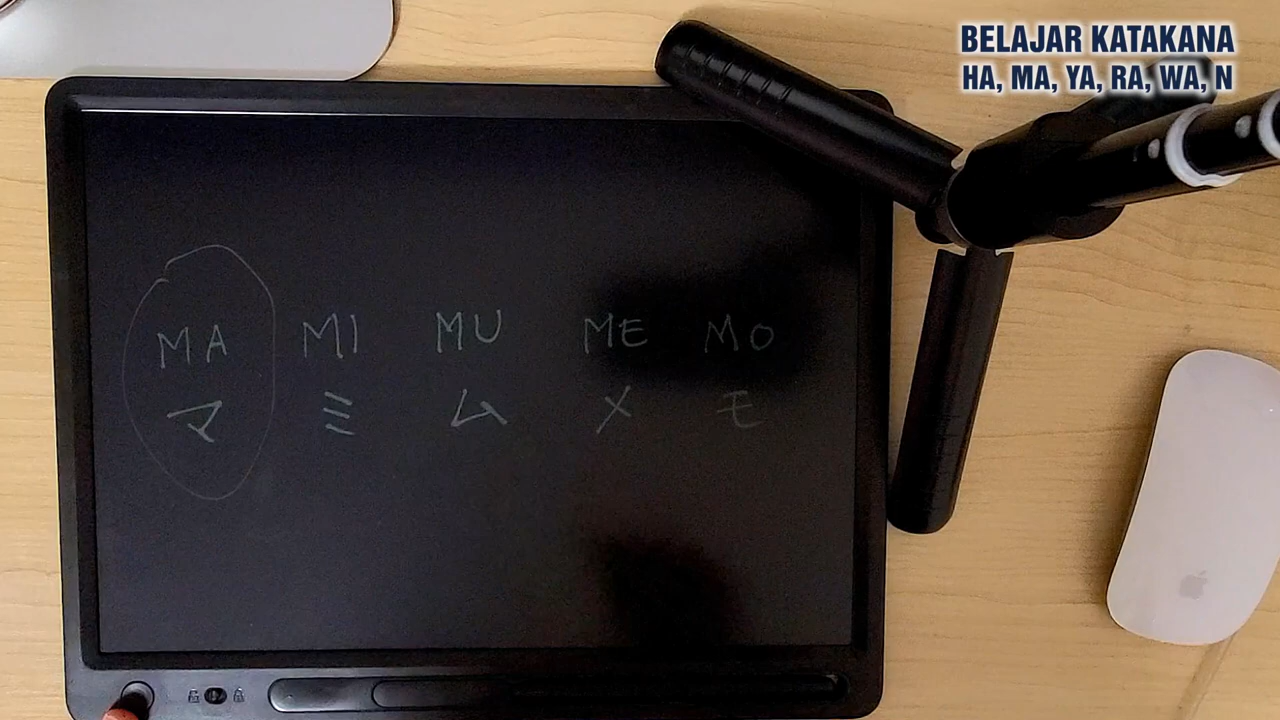 BELAJAR KATAKANA
HA, MA, YA, RA, WA, N
MA MI MU ME MO
マ ミ ム メ モ